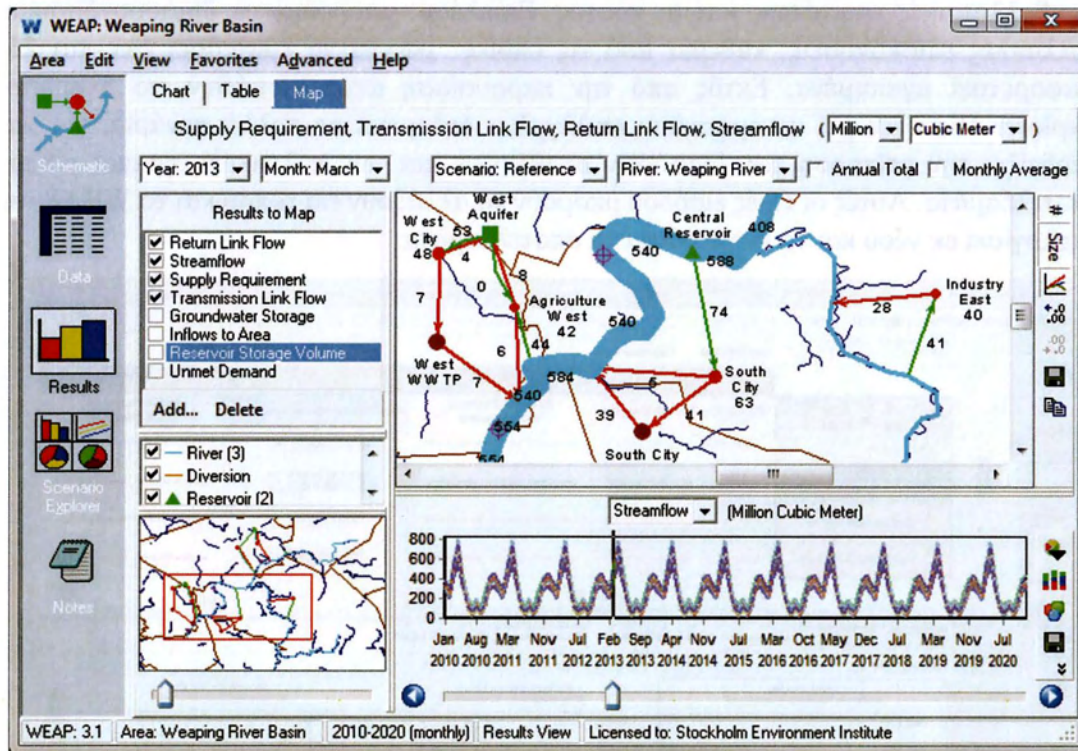 WEAP: Weaping River Basin
Area Edit View Favorites Advanced Help
Schematic
Data
Results
Scenario
Explorer
Notes
Chart Table Map
Supply Requirement, Transmission Link Flow, Return Link Flow, Streamflow ( Million Cubic Meter )
Year: 2013 Month: March Scenario: Reference River: Weaping River Annual Total Monthly Average
Results to Map
Return Link Flow
Streamflow
Supply Requirement
Transmission Link Flow
Groundwater Storage
Inflows to Area
Reservoir Storage Volume
Unmet Demand
Add... Delete
River (3)
Diversion
Reservoir (2)
West
Aquifer
West
City
48
53
4
0
8
7
Agriculture
West
42
44
6
West
WWTP
7
540
554
551
584
540
540
Central
Reservoir
588
408
74
Industry
East
40
28
41
South
City
63
5
39
41
South City
#
Size
Streamflow (Million Cubic Meter)
800
600
400
200
0
Jan Aug Mar Nov Jul Feb Sep Apr Nov Jul Mar Oct May Dec Jul Mar Nov Jul
2010 2010 2011 2011 2012 2013 2013 2014 2014 2015 2016 2016 2017 2017 2018 2019 2019 2020
WEAP: 3.1 Area: Weaping River Basin 2010-2020 (monthly) Results View Licensed to: Stockholm Environment Institute